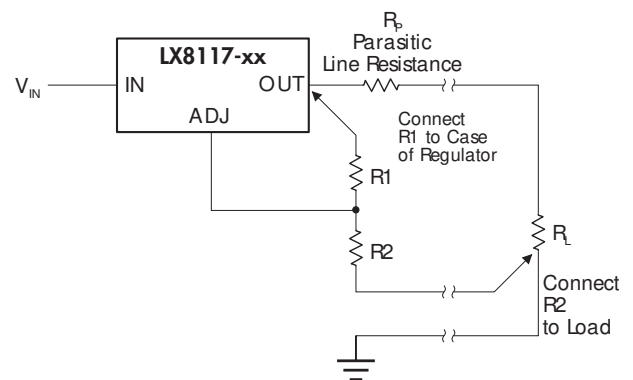 R_P
Parasitic
Line Resistance
LX8117-xx
V_IN
IN
OUT
ADJ
Connect
R1 to Case
of Regulator
R1
R2
R_L
Connect
R2
to Load